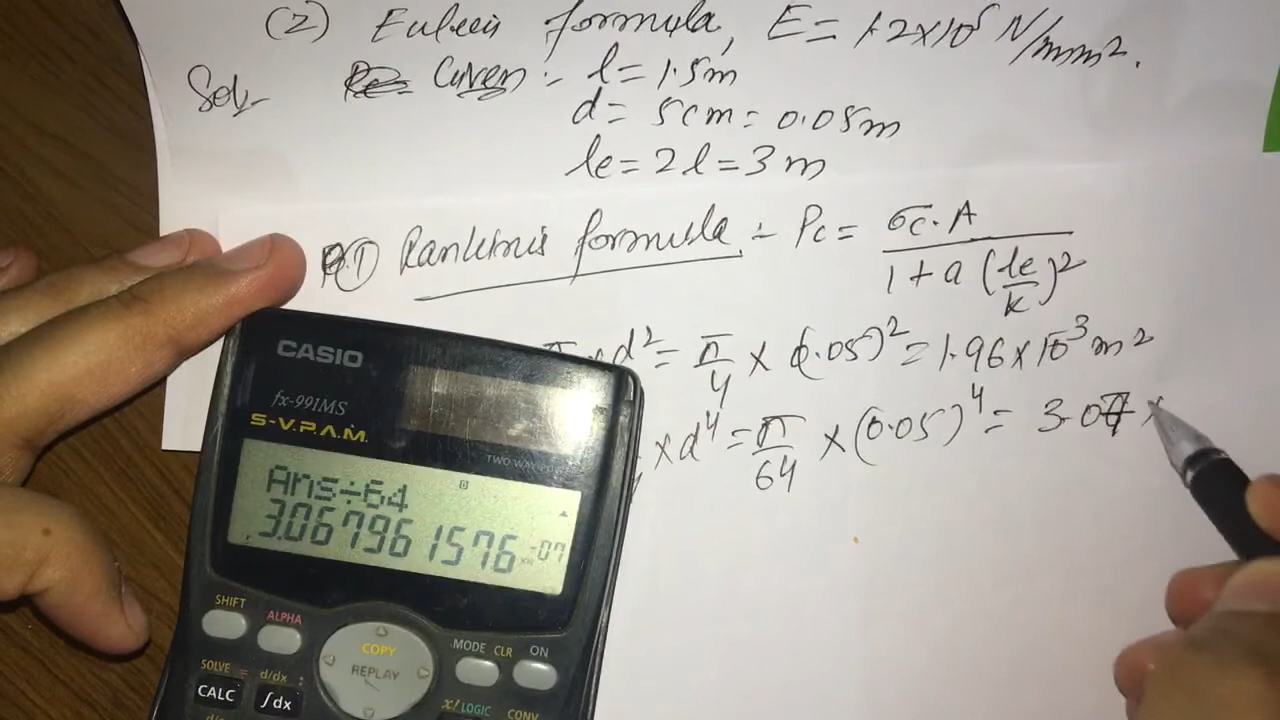 (2) Euler's formula, E = 1.2×10⁵ N/mm².
Sol- Given :- l = 1.5m
d = 5cm = 0.05m
le = 2l = 3m
(1) Rankine's formula :- Pc = σc.A / 1 + a (le/k)²
d² = π/4 × (0.05)² = 1.96×10⁻³m²
×d⁴ = π/64 × (0.05)⁴ = 3.07 ×
CASIO
fx-991MS
S-V.P.A.M.
TWO WAY
Ans÷64
3.067961576 -07
SHIFT ALPHA COPY MODE CLR ON
REPLAY
SOLVE = d/dx :
CALC ∫dx x! LOGIC CONV